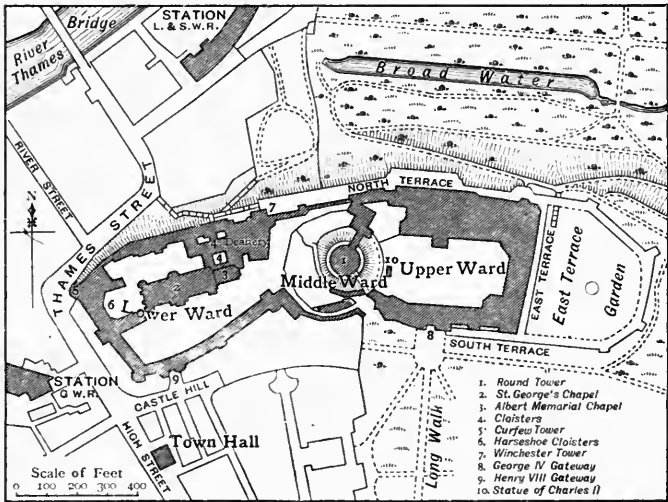 Bridge
STATION
L. & S.W.R.
River
Thames
Broad Water
RIVER STREET
THAMES STREET
N
7
NORTH TERRACE
4 Deanery
4
3
2
1
10
Upper Ward
Middle Ward
5
6
Lower Ward
EAST TERRACE
East Terrace
Garden
8
SOUTH TERRACE
STATION
G.W.R.
9
CASTLE HILL
HIGH STREET
Town Hall
Long Walk
Scale of Feet
0 100 200 300 400
1. Round Tower
2. St. George's Chapel
3. Albert Memorial Chapel
4. Cloisters
5. Curfew Tower
6. Harseshoe Cloisters
7. Winchester Tower
8. George IV Gateway
9. Henry VIII Gateway
10. Statue of Charles II